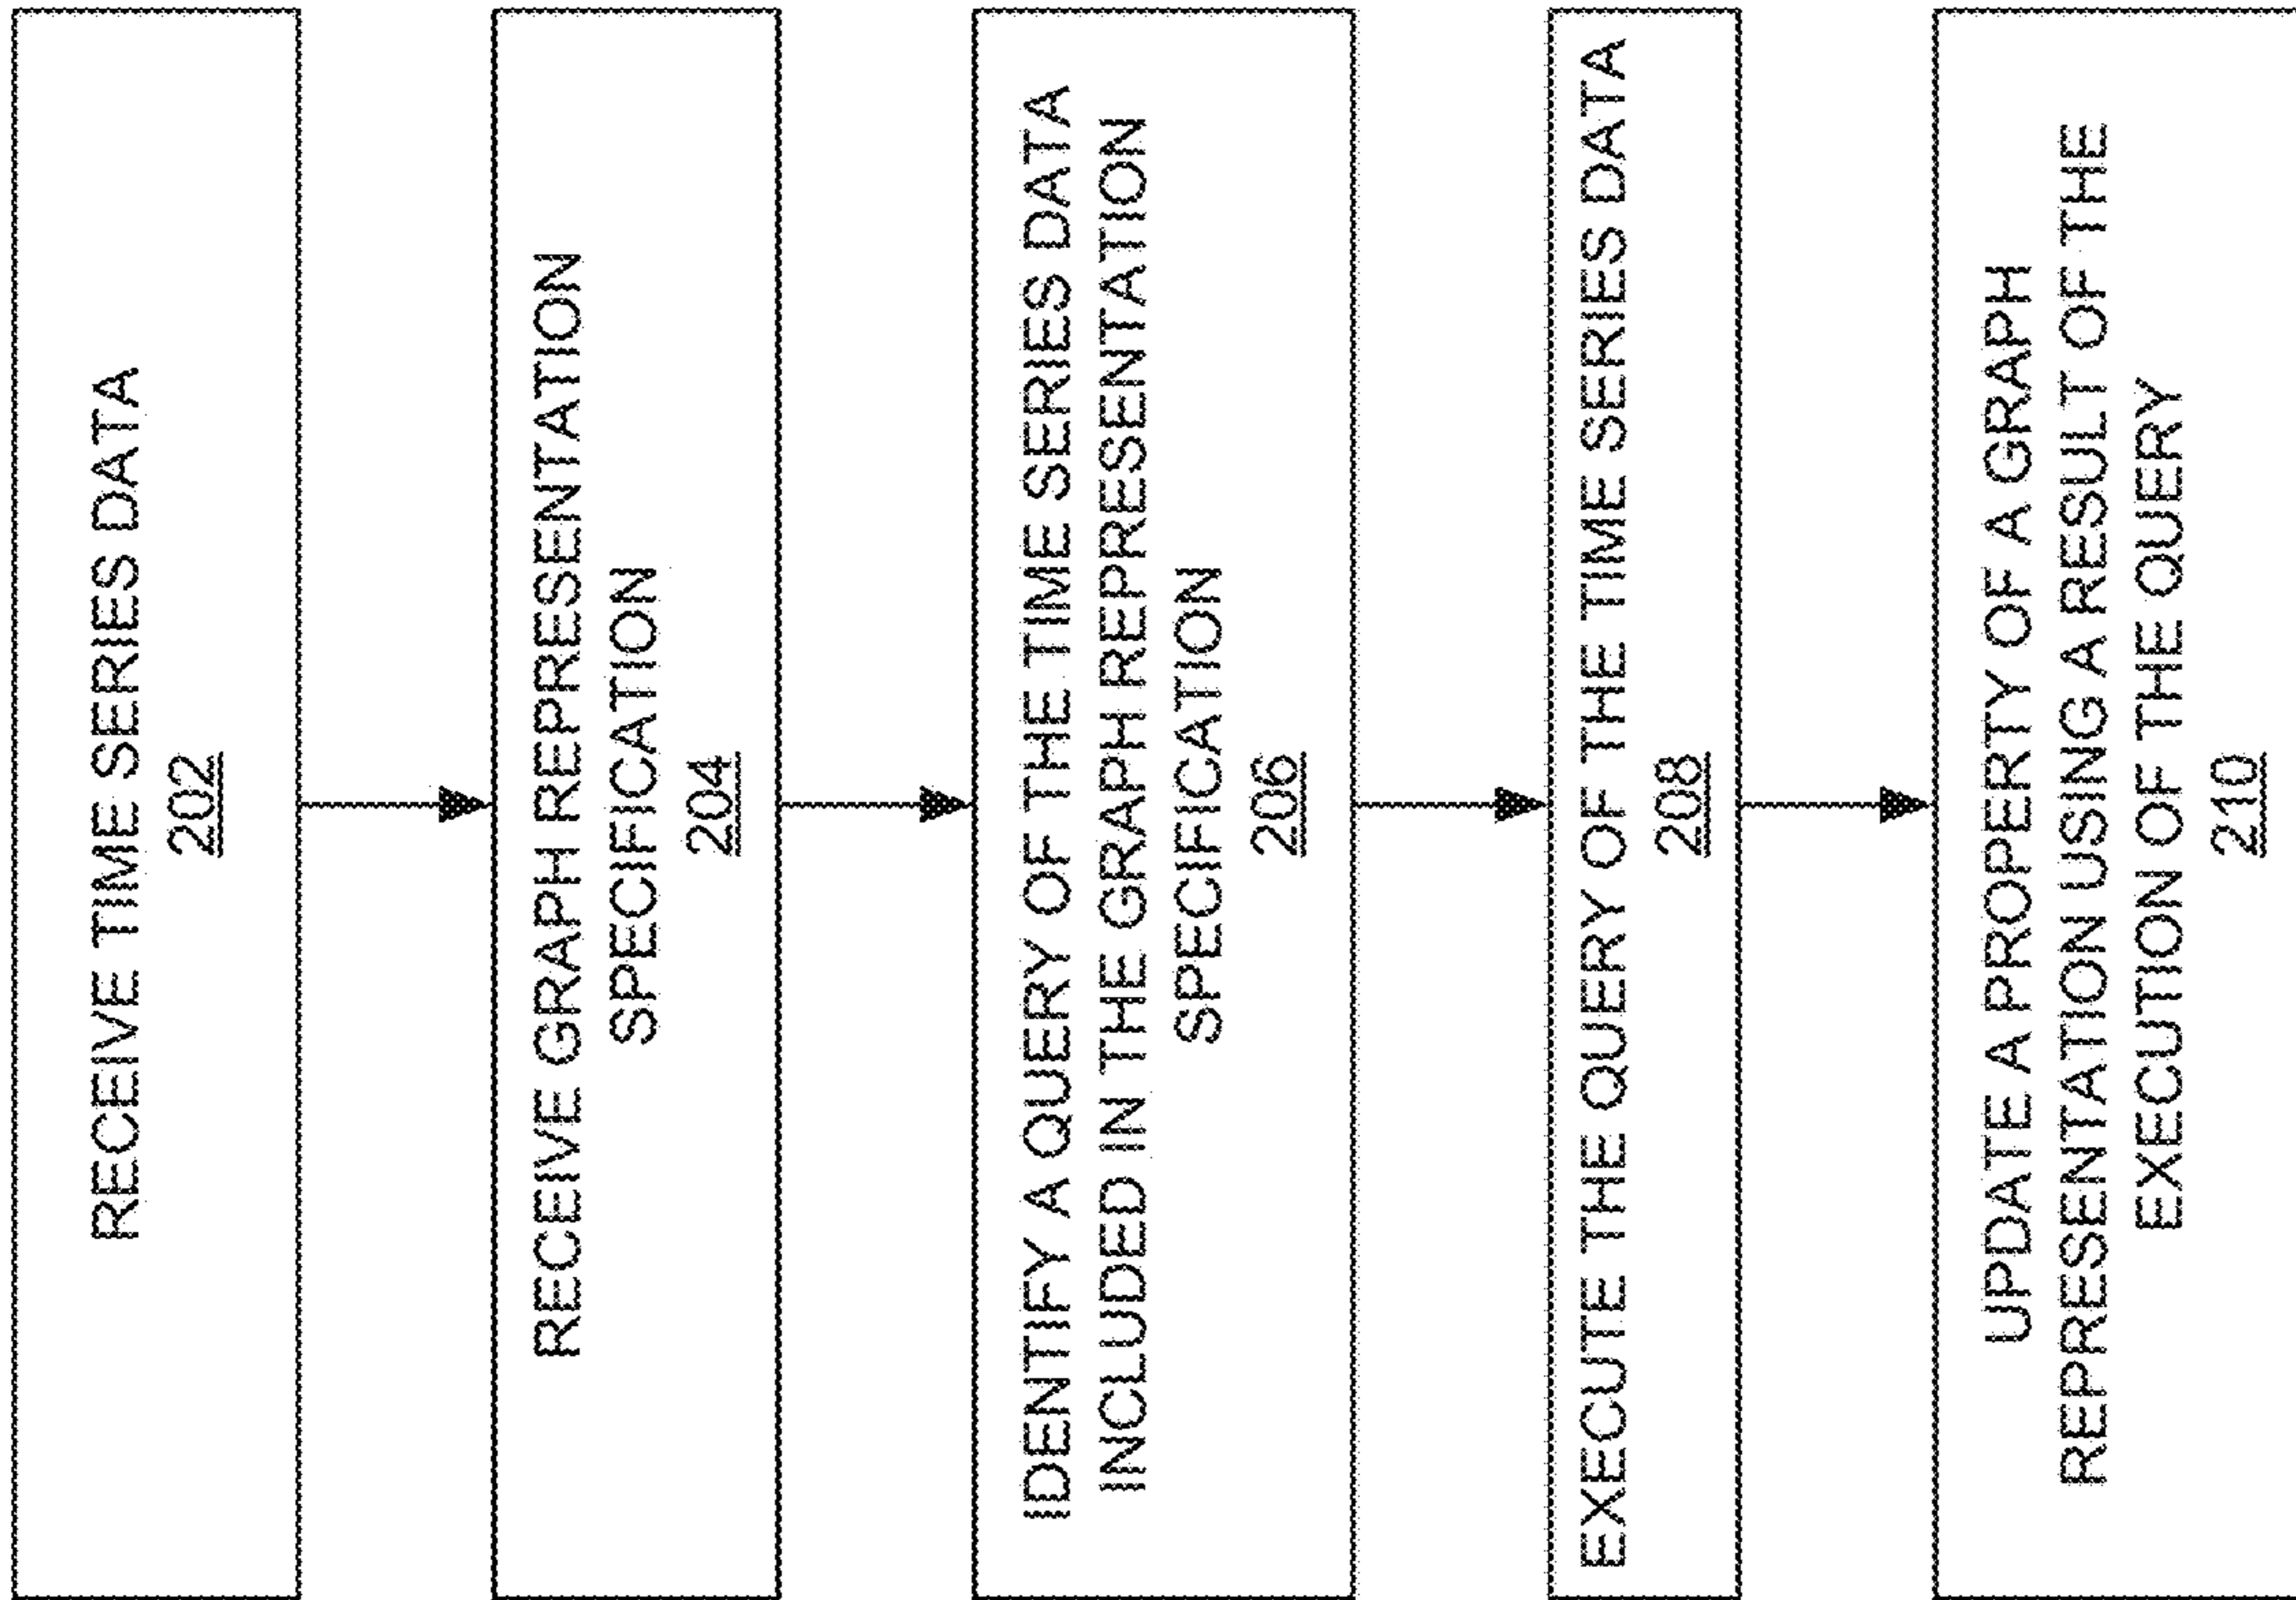 RECEIVE TIME SERIES DATA
202
RECEIVE GRAPH REPRESENTATION
SPECIFICATION
204
IDENTIFY A QUERY OF THE TIME SERIES DATA
INCLUDED IN THE GRAPH REPRESENTATION
SPECIFICATION
206
EXECUTE THE QUERY OF THE TIME SERIES DATA
208
UPDATE A PROPERTY OF A GRAPH
REPRESENTATION USING A RESULT OF THE
EXECUTION OF THE QUERY
210